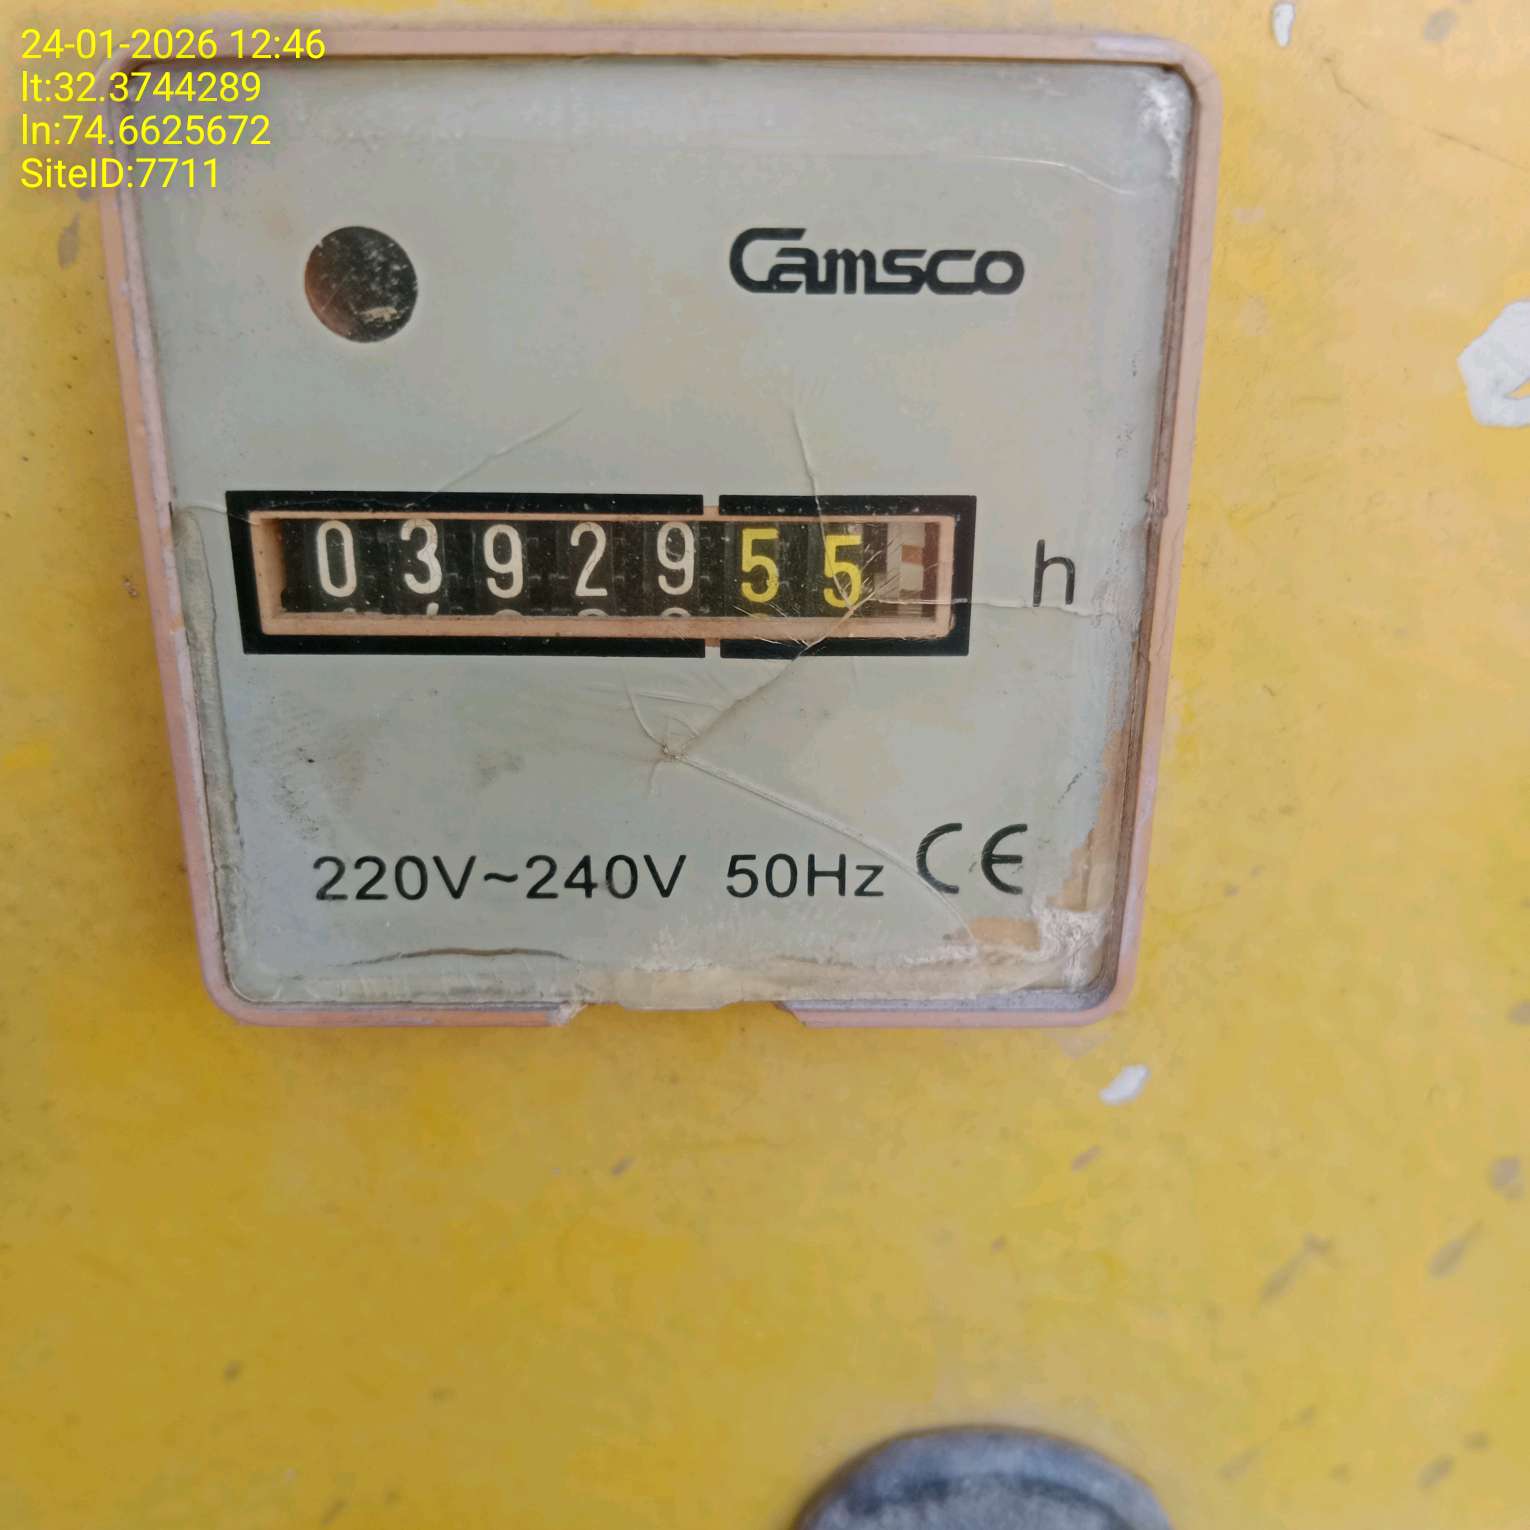 24-01-2026 12:46
lt:32.3744289
ln:74.6625672
SiteID:7711
Camsco
0392955 h
220V~240V 50Hz CE